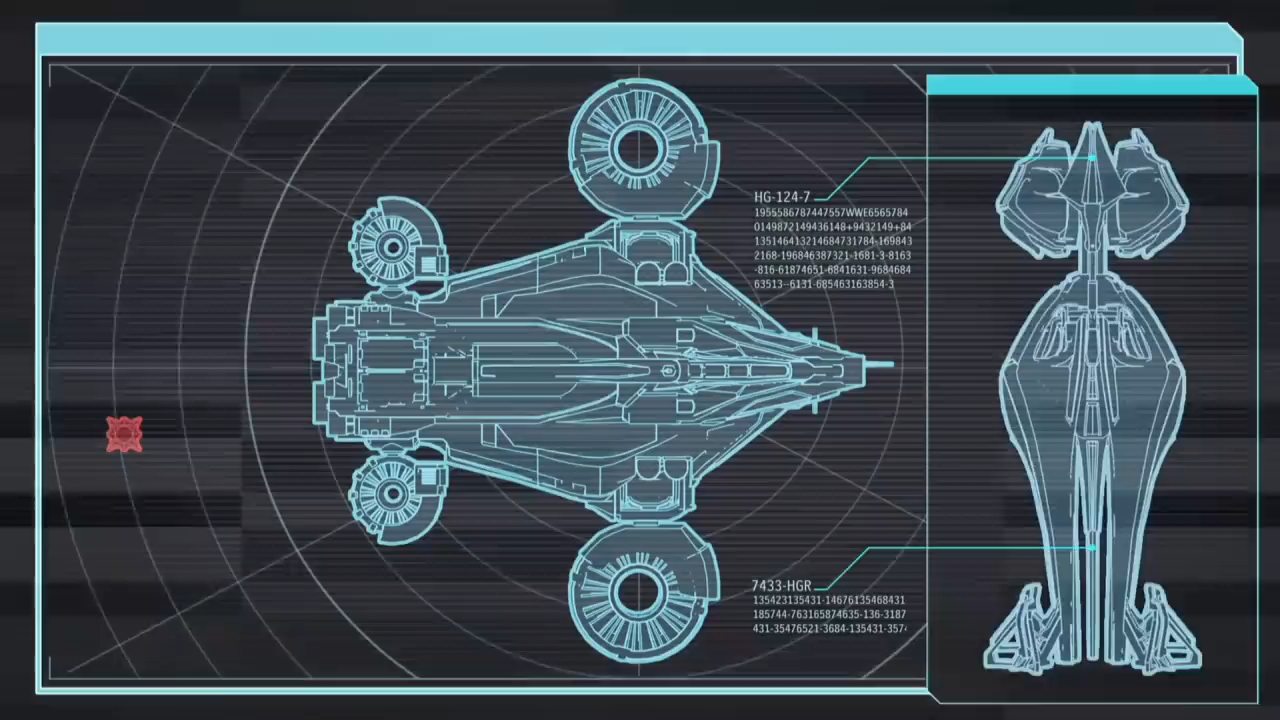 HG-124-7
1955586787447557WWE6565784
0149872149436148+9432149+84
135146413214684731784-169843
2168-196846387321-1681-3-8163
-816-61874651-6841631-9684684
63513--6131-685463163854-3
7433-HGR
135423135431-14676135468431
185744-763165874635-136-3187
431-35476521-3684-135431-357